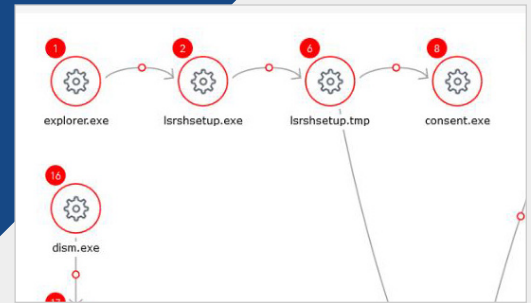 1
2
6
8
explorer.exe
lsrshsetup.exe
lsrshsetup.tmp
consent.exe
16
dism.exe